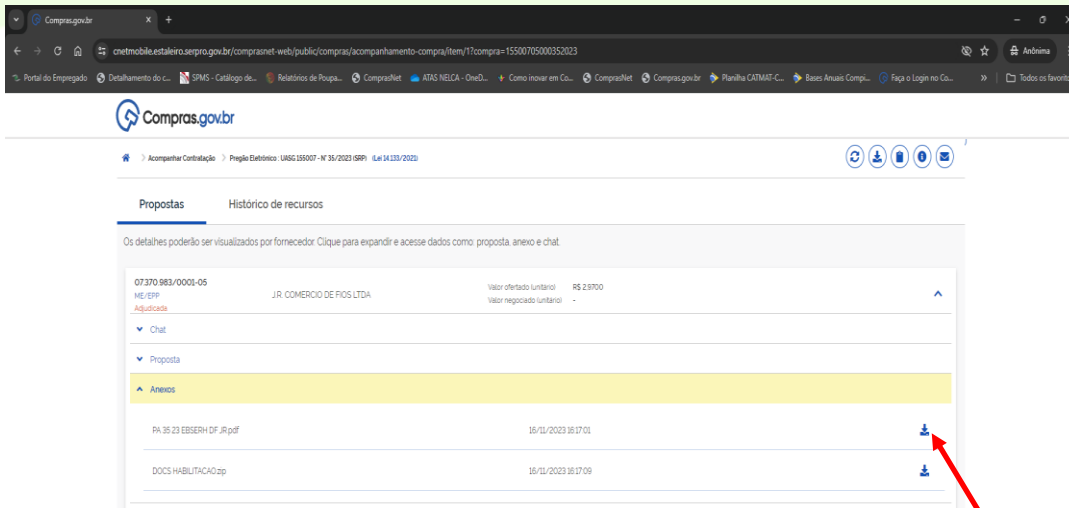 Compras.gov.br
cnetmobile.estaleiro.serpro.gov.br/comprasnet-web/public/compras/acompanhamento-compra/item/1?compra=15500705000352023
Anônima
Portal do Empregado Detalhamento do c... SPMS - Catálogo de... Relatórios de Poupa... ComprasNet ATAS NELCA - OneD... Como inovar em Co... ComprasNet Compras.gov.br Planilha CATMAT-C... Bases Anuais Compi... Faça o Login no Co... » Todos os favorito
Compras.gov.br
Acompanhar Contratação > Pregão Eletrônico : UASG 155007 - N° 35/2023 (SRP) (Lei 14.133/2021)
Propostas Histórico de recursos
Os detalhes poderão ser visualizados por fornecedor. Clique para expandir e acesse dados como: proposta, anexo e chat.
07.370.983/0001-05
ME/EPP
Adjudicada
J.R. COMERCIO DE FIOS LTDA
Valor ofertado (unitário) R$ 2,9700
Valor negociado (unitário) -
Chat
Proposta
Anexos
PA 35 23 EBSERH DF JR.pdf 16/11/2023 16:17:01
DOCS HABILITACAO.zip 16/11/2023 16:17:09